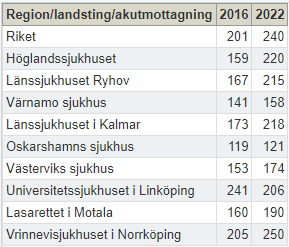 Region/landsting/akutmottagning 2016 2022
Riket 201 240
Höglandssjukhuset 159 220
Länssjukhuset Ryhov 167 215
Värnamo sjukhus 141 158
Länssjukhuset i Kalmar 173 218
Oskarshamns sjukhus 119 121
Västerviks sjukhus 153 174
Universitetssjukhuset i Linköping 241 206
Lasarettet i Motala 160 190
Vrinnevisjukhuset i Norrköping 205 250